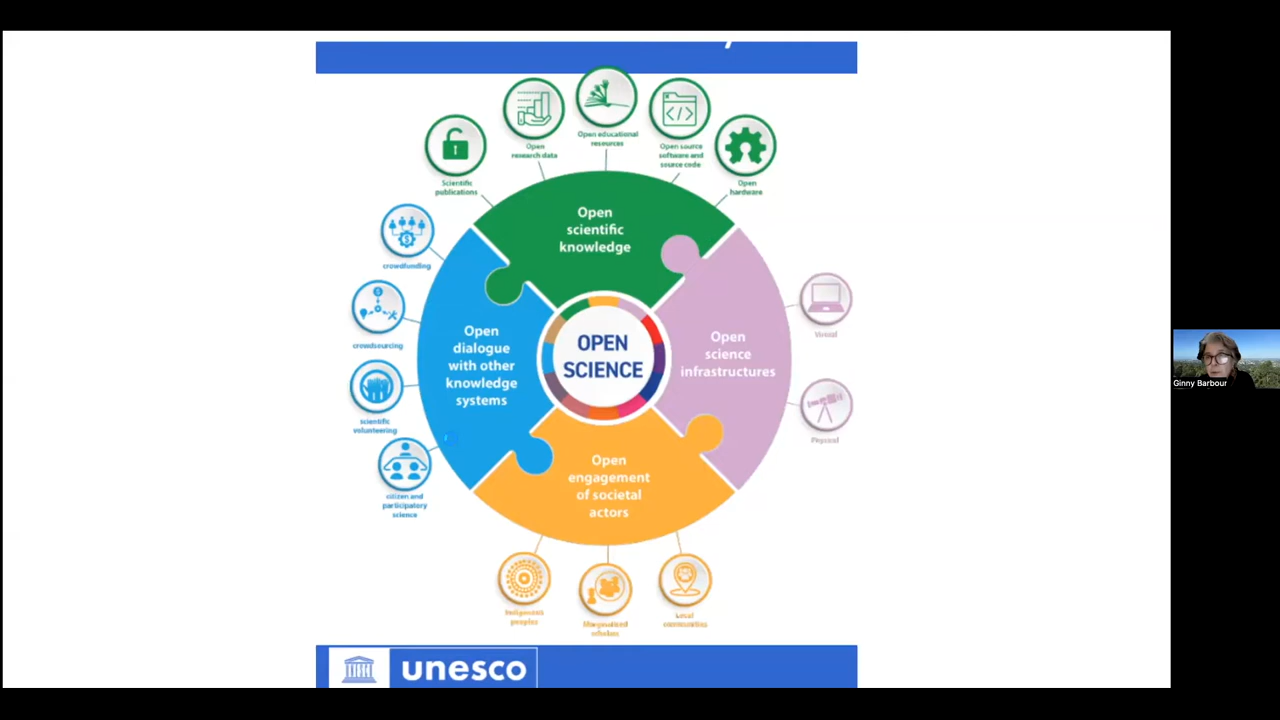 Open
educational
resources
Open
research data
Open source
software and
source code
Scientific
publications
Open
hardware
Open
scientific
knowledge
crowdfunding
crowdsourcing
scientific
volunteering
citizen and
participatory
science
Open
dialogue
with other
knowledge
systems
OPEN
SCIENCE
Open
science
infrastructures
Virtual
Physical
Open
engagement
of societal
actors
Indigenous
peoples
Marginalized
scholars
Local
communities
unesco
Ginny Barbour